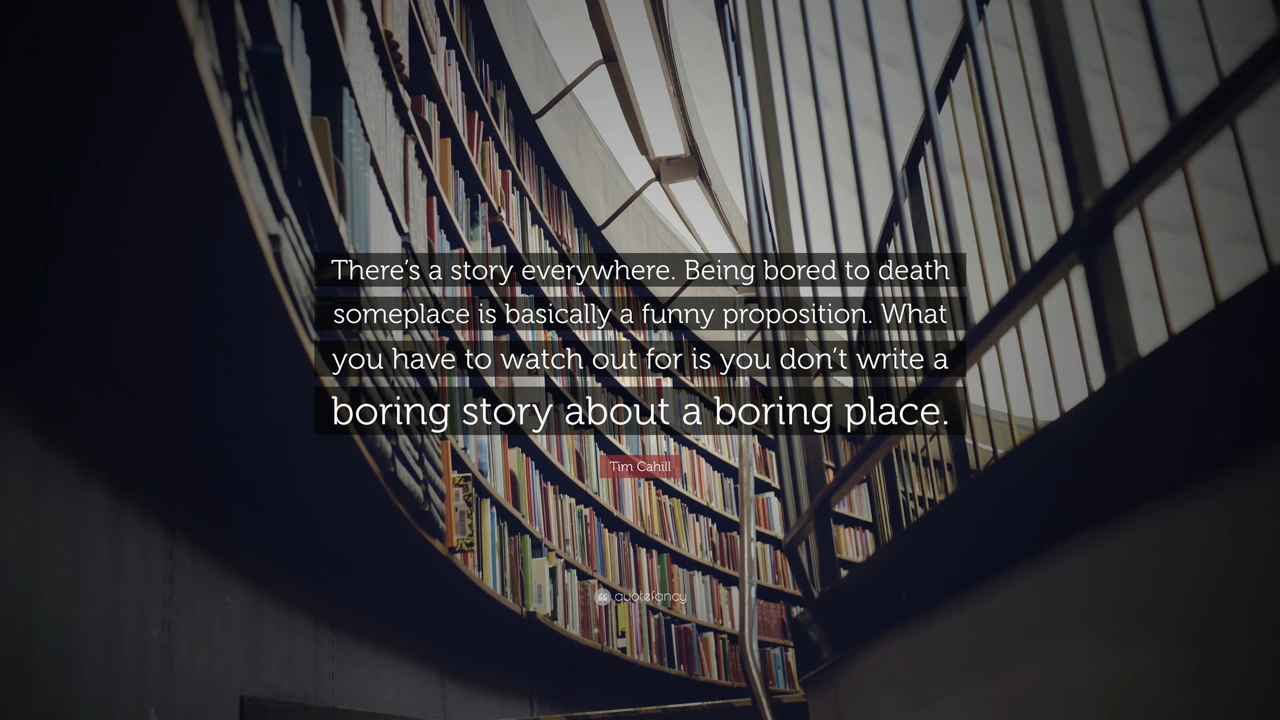 There’s a story everywhere. Being bored to death
someplace is basically a funny proposition. What
you have to watch out for is you don’t write a
boring story about a boring place.
Tim Cahill
quotefancy